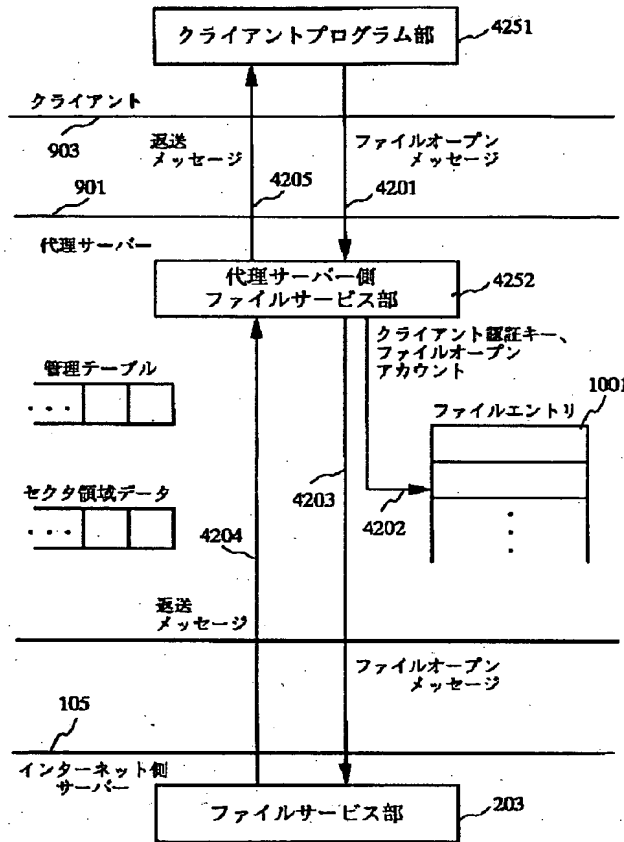 クライアントプログラム部
4251
クライアント
903
返送
メッセージ
ファイルオープン
メッセージ
901
4205
4201
代理サーバー
代理サーバー側
ファイルサービス部
4252
クライアント認証キー、
ファイルオープン
アカウント
管理テーブル
・・・
ファイルエントリ
1001
セクタ領域データ
・・・
4203
4202
4204
返送
メッセージ
ファイルオープン
メッセージ
105
インターネット側
サーバー
ファイルサービス部
203